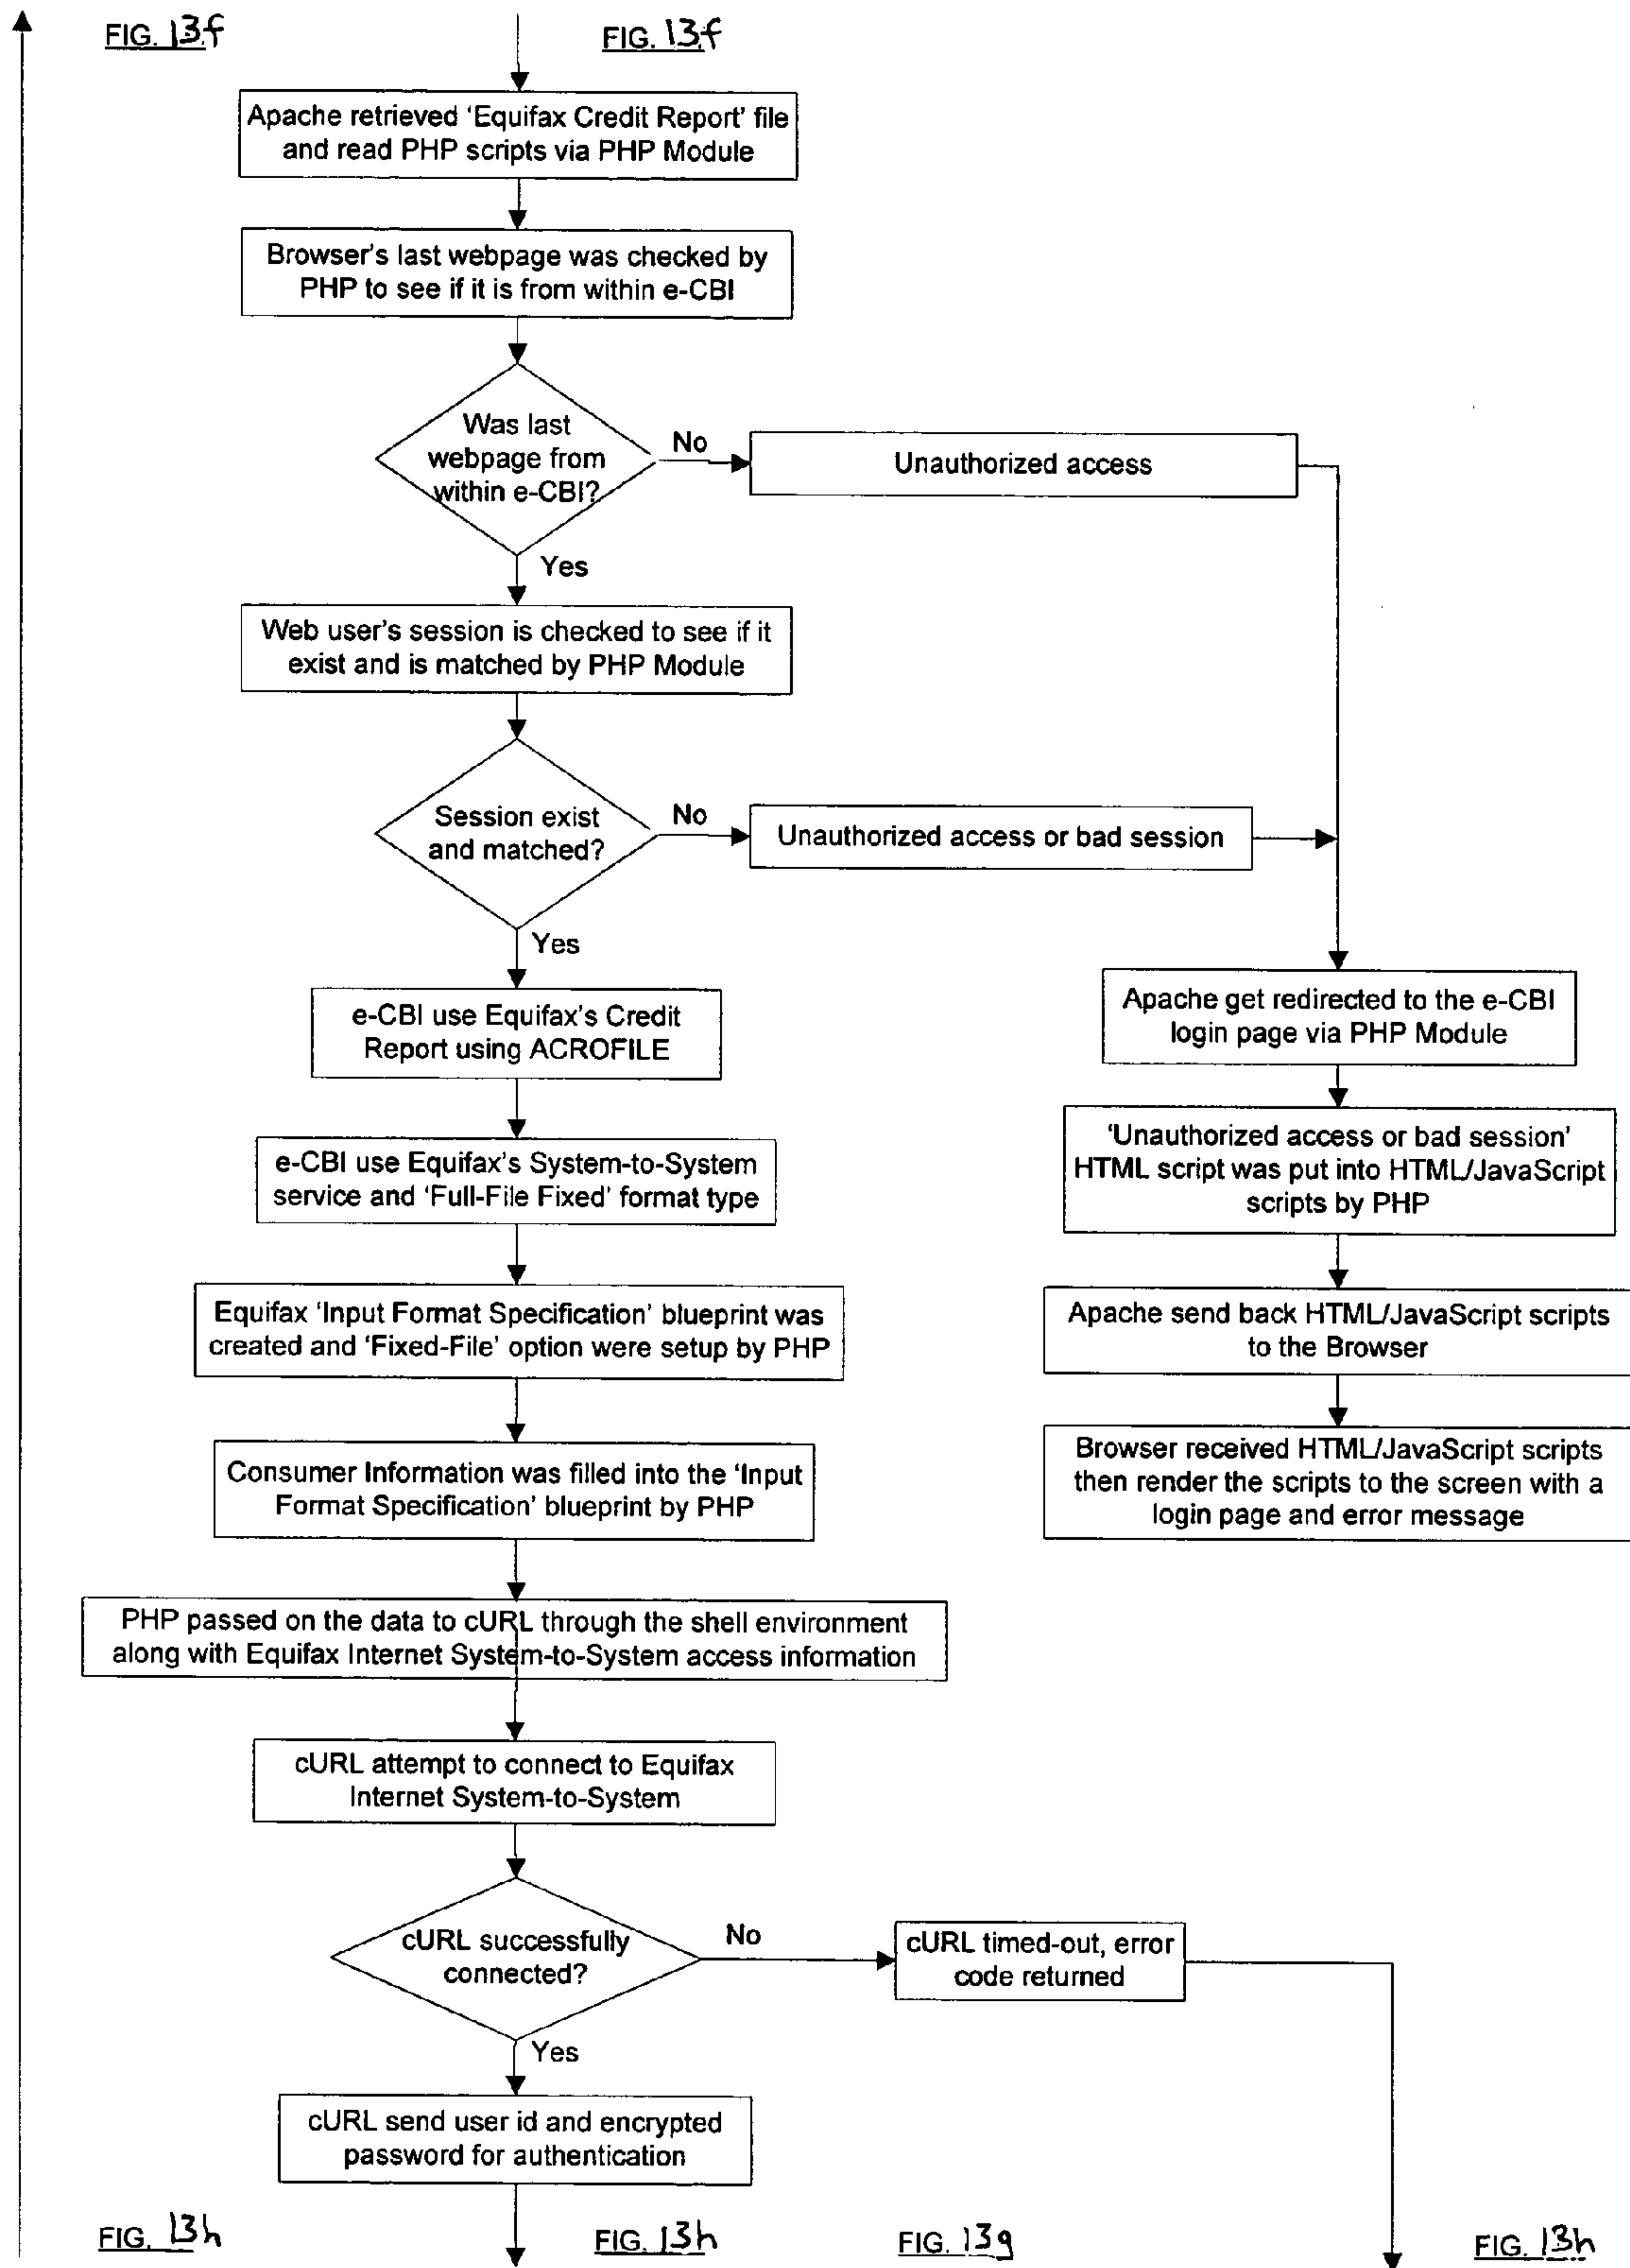 FIG. 13f
FIG. 13f
Apache retrieved 'Equifax Credit Report' file
and read PHP scripts via PHP Module
Browser's last webpage was checked by
PHP to see if it is from within e-CBI
Was last
webpage from
within e-CBI?
No
Unauthorized access
Yes
Web user's session is checked to see if it
exist and is matched by PHP Module
Session exist
and matched?
No
Unauthorized access or bad session
Yes
e-CBI use Equifax's Credit
Report using ACROFILE
Apache get redirected to the e-CBI
login page via PHP Module
e-CBI use Equifax's System-to-System
service and 'Full-File Fixed' format type
'Unauthorized access or bad session'
HTML script was put into HTML/JavaScript
scripts by PHP
Equifax 'Input Format Specification' blueprint was
created and 'Fixed-File' option were setup by PHP
Apache send back HTML/JavaScript scripts
to the Browser
Consumer Information was filled into the 'Input
Format Specification' blueprint by PHP
Browser received HTML/JavaScript scripts
then render the scripts to the screen with a
login page and error message
PHP passed on the data to cURL through the shell environment
along with Equifax Internet System-to-System access information
cURL attempt to connect to Equifax
Internet System-to-System
cURL successfully
connected?
No
cURL timed-out, error
code returned
Yes
cURL send user id and encrypted
password for authentication
FIG. 13h
FIG. 13h
FIG. 13g
FIG. 13h